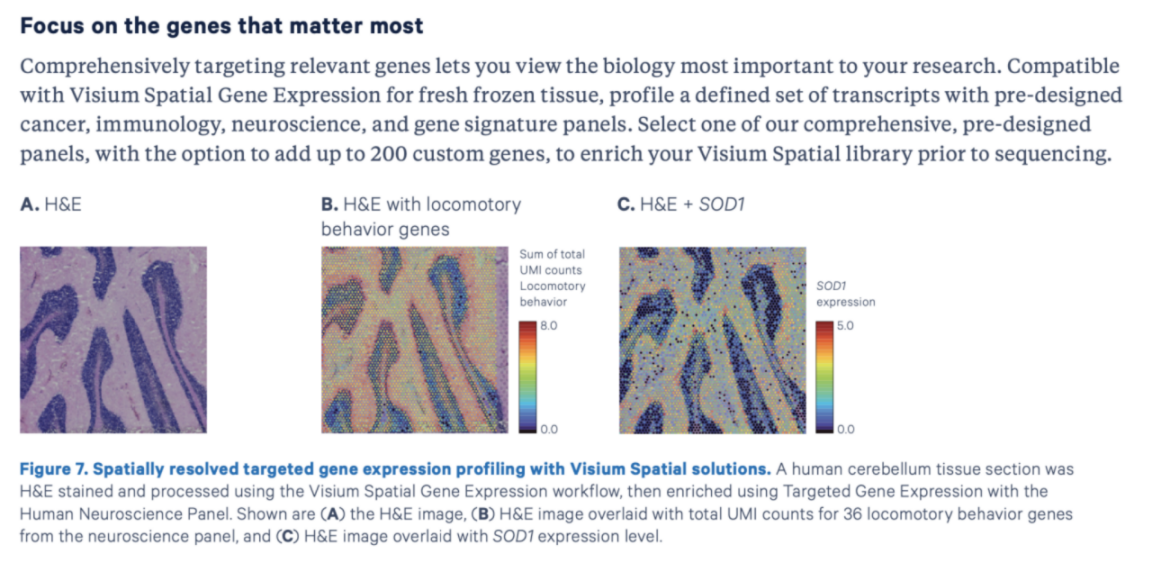 Focus on the genes that matter most
Comprehensively targeting relevant genes lets you view the biology most important to your research. Compatible
with Visium Spatial Gene Expression for fresh frozen tissue, profile a defined set of transcripts with pre-designed
cancer, immunology, neuroscience, and gene signature panels. Select one of our comprehensive, pre-designed
panels, with the option to add up to 200 custom genes, to enrich your Visium Spatial library prior to sequencing.
A. H&E
B. H&E with locomotory
behavior genes
Sum of total
UMI counts
Locomotory
behavior
8.0
0.0
C. H&E + SOD1
SOD1
expression
5.0
0.0
Figure 7. Spatially resolved targeted gene expression profiling with Visium Spatial solutions. A human cerebellum tissue section was
H&E stained and processed using the Visium Spatial Gene Expression workflow, then enriched using Targeted Gene Expression with the
Human Neuroscience Panel. Shown are (A) the H&E image, (B) H&E image overlaid with total UMI counts for 36 locomotory behavior genes
from the neuroscience panel, and (C) H&E image overlaid with SOD1 expression level.